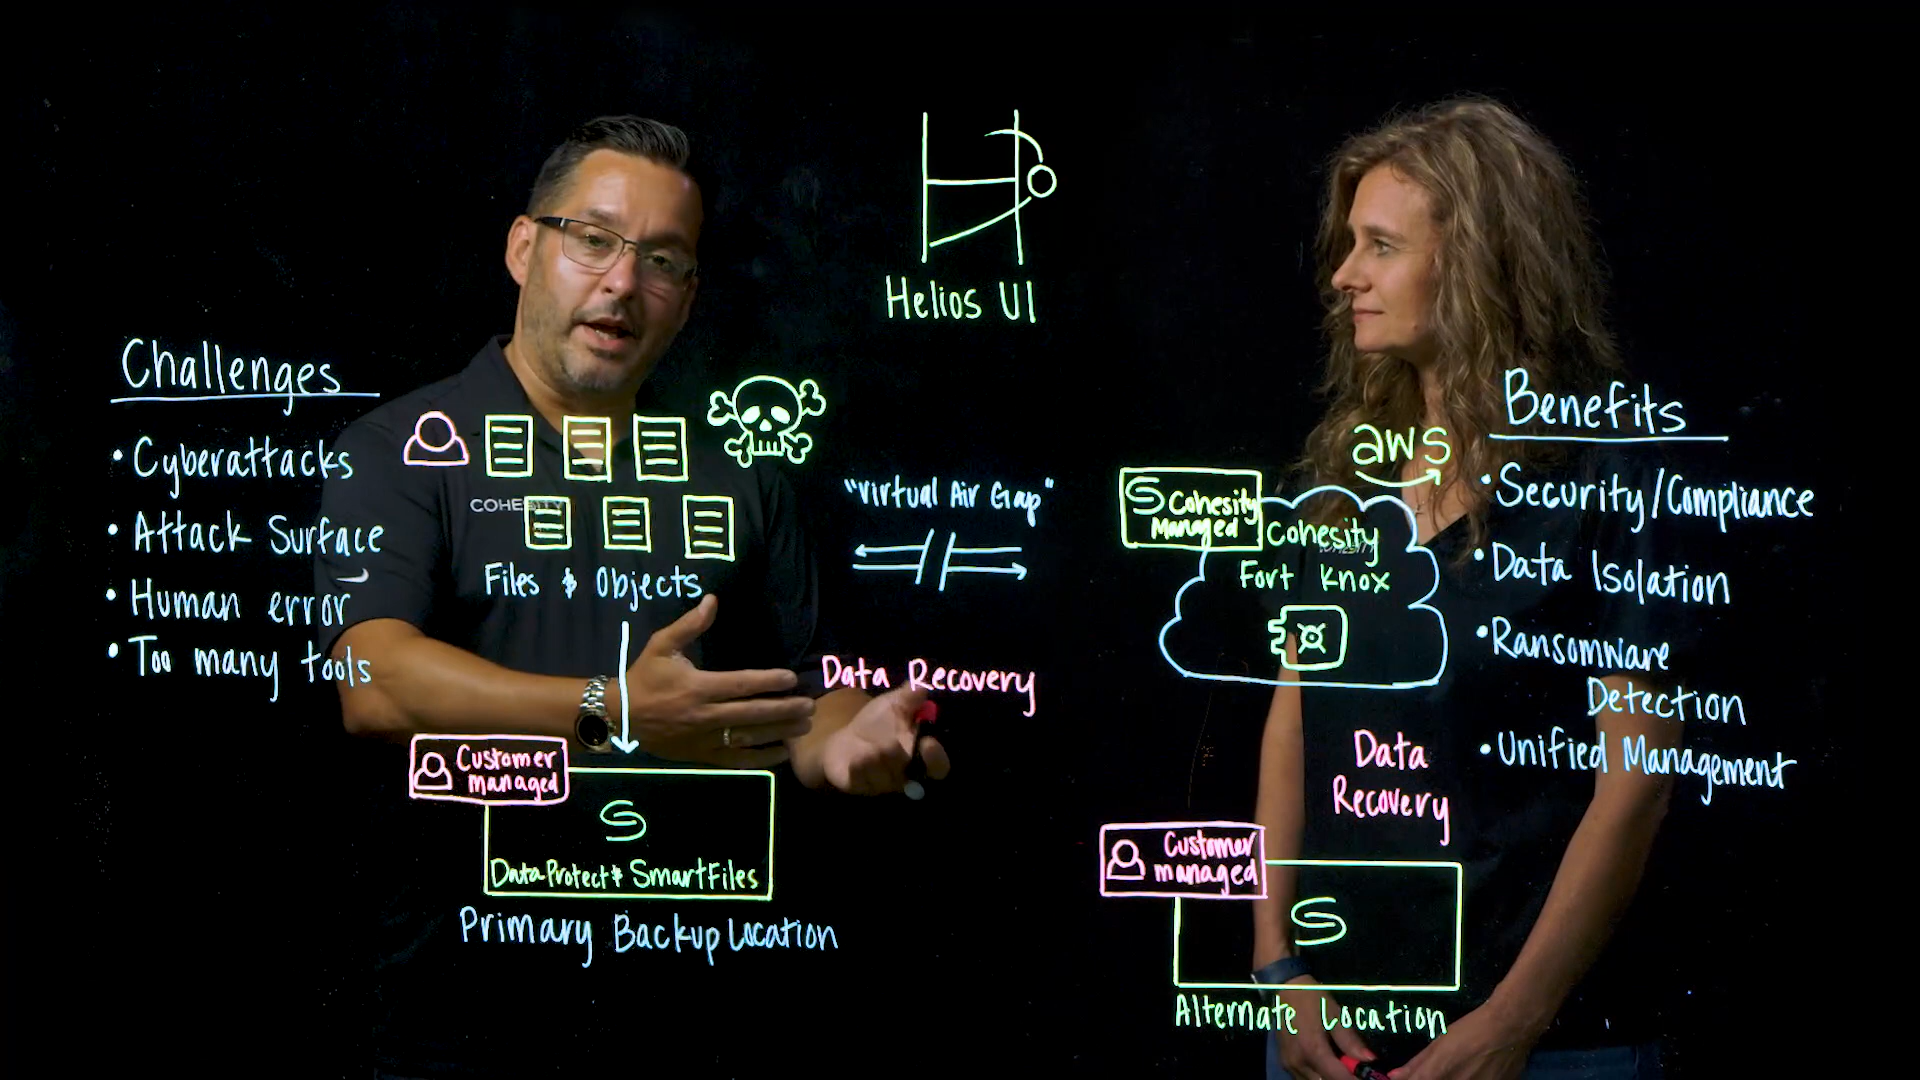 Helios UI
Challenges
• Cyberattacks
• Attack Surface
• Human error
• Too many tools
COHESITY
Files & Objects
Customer
managed
DataProtect & SmartFiles
Primary Backup Location
"Virtual Air Gap"
Data Recovery
aws
Cohesity
Managed
Cohesity
Fort Knox
Data
Recovery
Customer
managed
Alternate Location
Benefits
• Security/Compliance
• Data Isolation
• Ransomware
Detection
• Unified Management